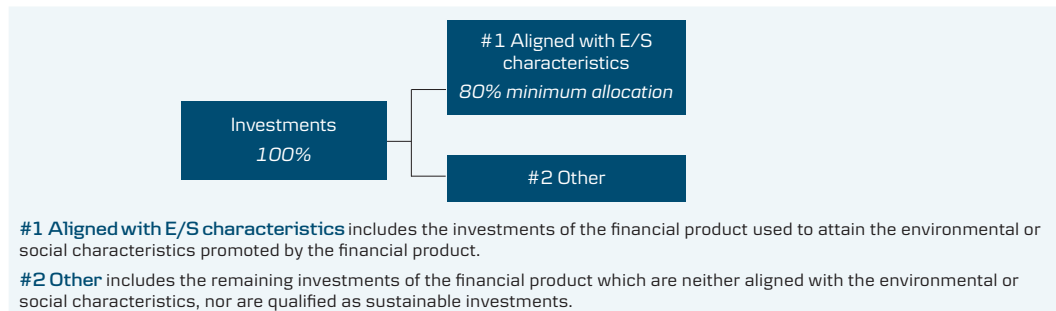 #1 Aligned with E/S
characteristics
80% minimum allocation
Investments
100%
#2 Other
#1 Aligned with E/S characteristics includes the investments of the financial product used to attain the environmental or
social characteristics promoted by the financial product.
#2 Other includes the remaining investments of the financial product which are neither aligned with the environmental or
social characteristics, nor are qualified as sustainable investments.